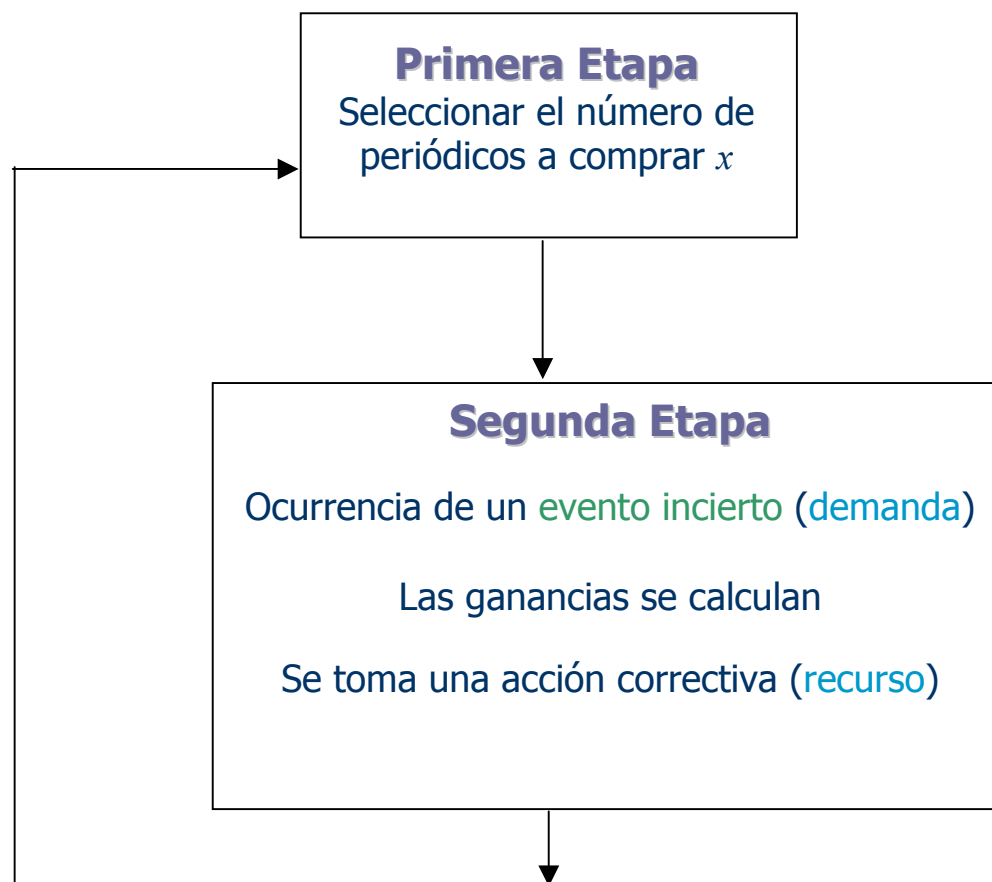 Primera Etapa
Seleccionar el número de
periódicos a comprar x
Segunda Etapa
Ocurrencia de un evento incierto (demanda)
Las ganancias se calculan
Se toma una acción correctiva (recurso)